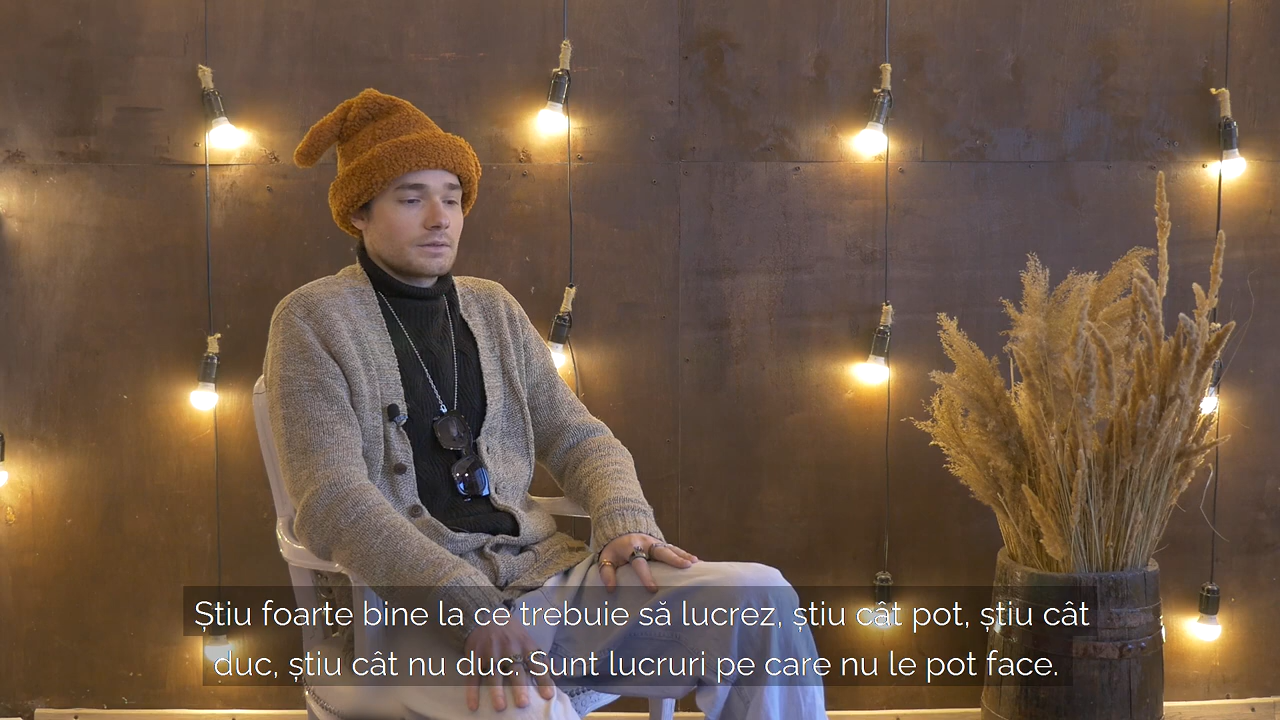 Știu foarte bine la ce trebuie să lucrez, știu cât pot, știu cât
duc, știu cât nu duc. Sunt lucruri pe care nu le pot face.